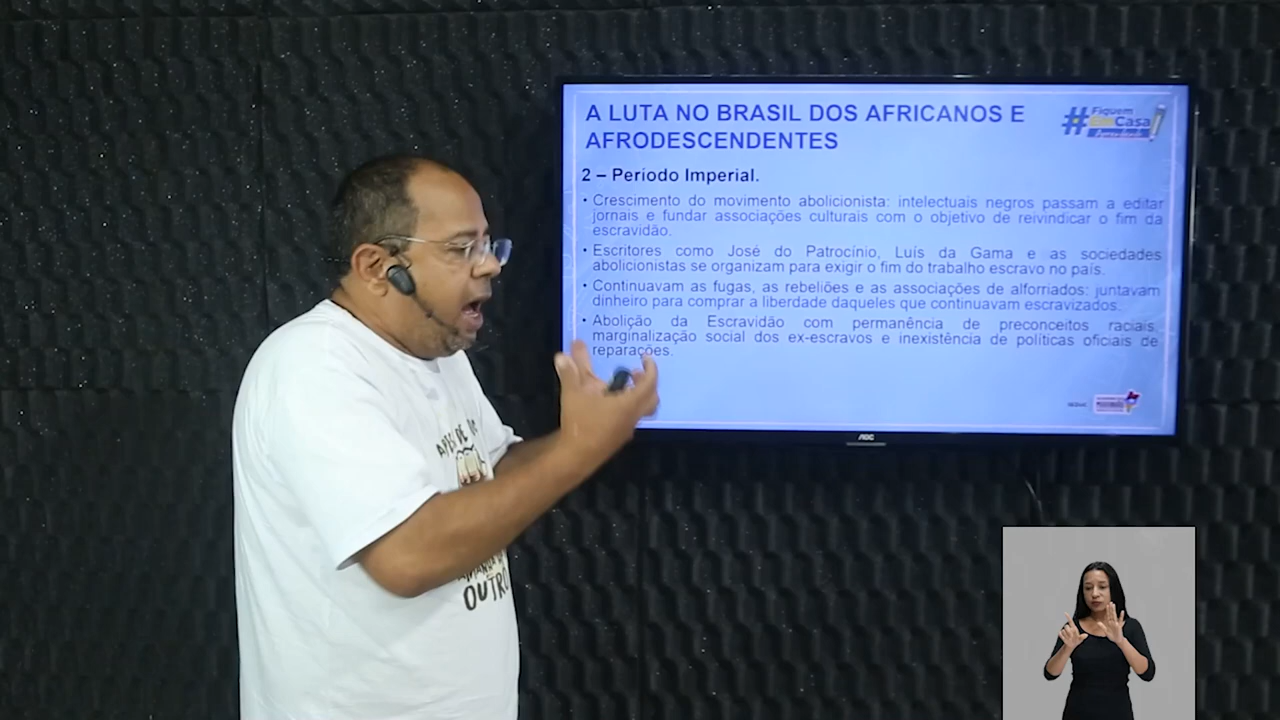 A LUTA NO BRASIL DOS AFRICANOS E
AFRODESCENDENTES
#Fiquem
EmCasa
2 – Período Imperial.
• Crescimento do movimento abolicionista: intelectuais negros passam a editar
jornais e fundar associações culturais com o objetivo de reivindicar o fim da
escravidão.
• Escritores como José do Patrocínio, Luís da Gama e as sociedades
abolicionistas se organizam para exigir o fim do trabalho escravo no país.
• Continuavam as fugas, as rebeliões e as associações de alforriados: juntavam
dinheiro para comprar a liberdade daqueles que continuavam escravizados.
• Abolição da Escravidão com permanência de preconceitos raciais,
marginalização social dos ex-escravos e inexistência de políticas oficiais de
reparações.
AOC